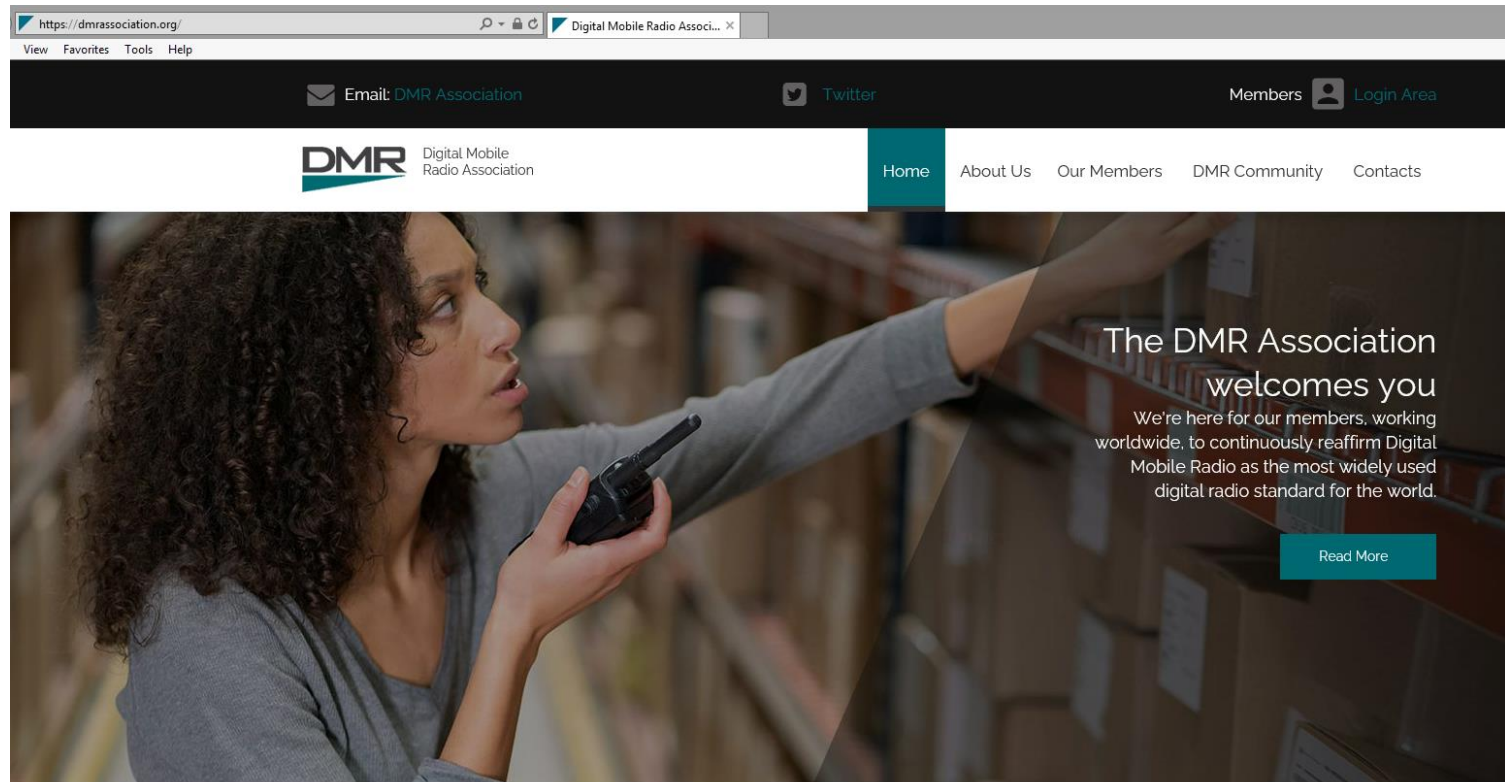 https://dmrassociation.org/
Digital Mobile Radio Associ...
View Favorites Tools Help
Email: DMR Association
Twitter
Members Login Area
DMR
Digital Mobile
Radio Association
Home About Us Our Members DMR Community Contacts
The DMR Association
welcomes you
We're here for our members, working
worldwide, to continuously reaffirm Digital
Mobile Radio as the most widely used
digital radio standard for the world.
Read More